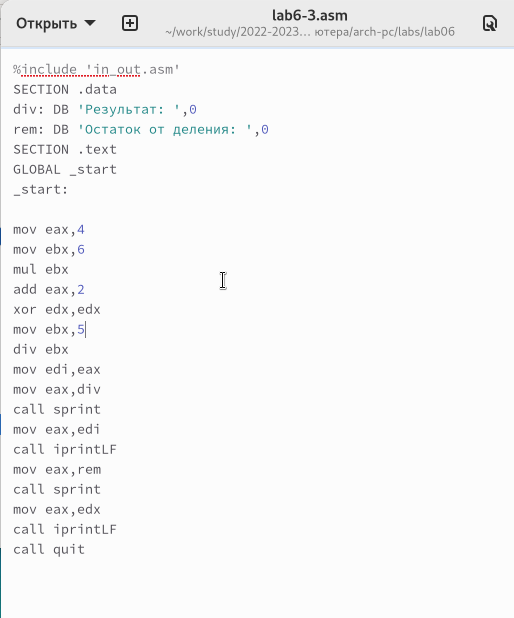 Открыть
lab6-3.asm
~/work/study/2022-2023... ютера/arch-pc/labs/lab06
%include 'in_out.asm'
SECTION .data
div: DB 'Результат: ',0
rem: DB 'Остаток от деления: ',0
SECTION .text
GLOBAL _start
_start:
mov eax,4
mov ebx,6
mul ebx
add eax,2
xor edx,edx
mov ebx,5
div ebx
mov edi,eax
mov eax,div
call sprint
mov eax,edi
call iprintLF
mov eax,rem
call sprint
mov eax,edx
call iprintLF
call quit